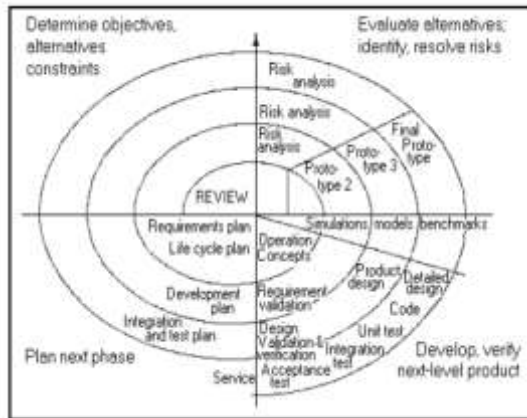 Determine objectives,
alternatives
constraints
Evaluate alternatives;
identify, resolve risks
Risk
analysis
Risk analysis
Risk
analysis
REVIEW
Proto-
type 2
Proto-
type 3
Final
Proto-
type
Simulations models benchmarks
Requirements plan
Life cycle plan
Operation
Concepts
Development
plan
Requirement
validation
Product
design
Detailed
design
Integration
and test plan
Design
Validation &
verification
Code
Unit test
Integration
test
Acceptance
test
Service
Plan next phase
Develop, verify
next-level product